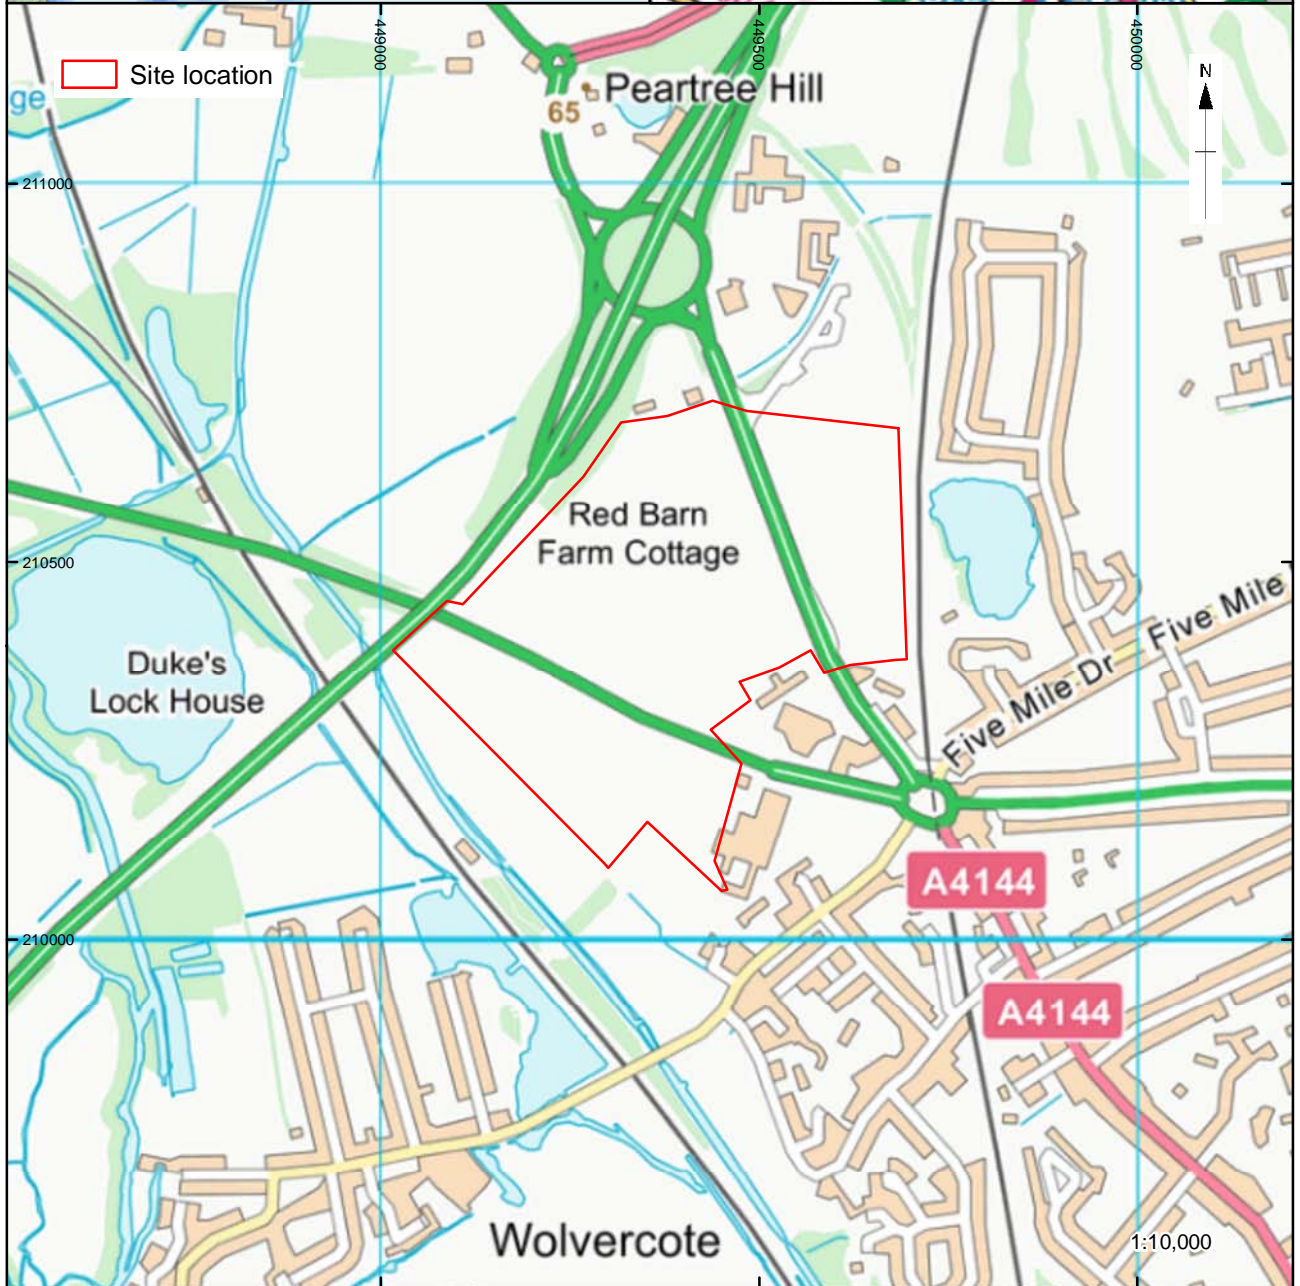 449000
449500
450000
Site location
N
ge
65
Peartree Hill
211000
Red Barn
Farm Cottage
210500
Duke's
Lock House
Five Mile
Five Mile Dr
A4144
210000
A4144
Wolvercote
1:10,000